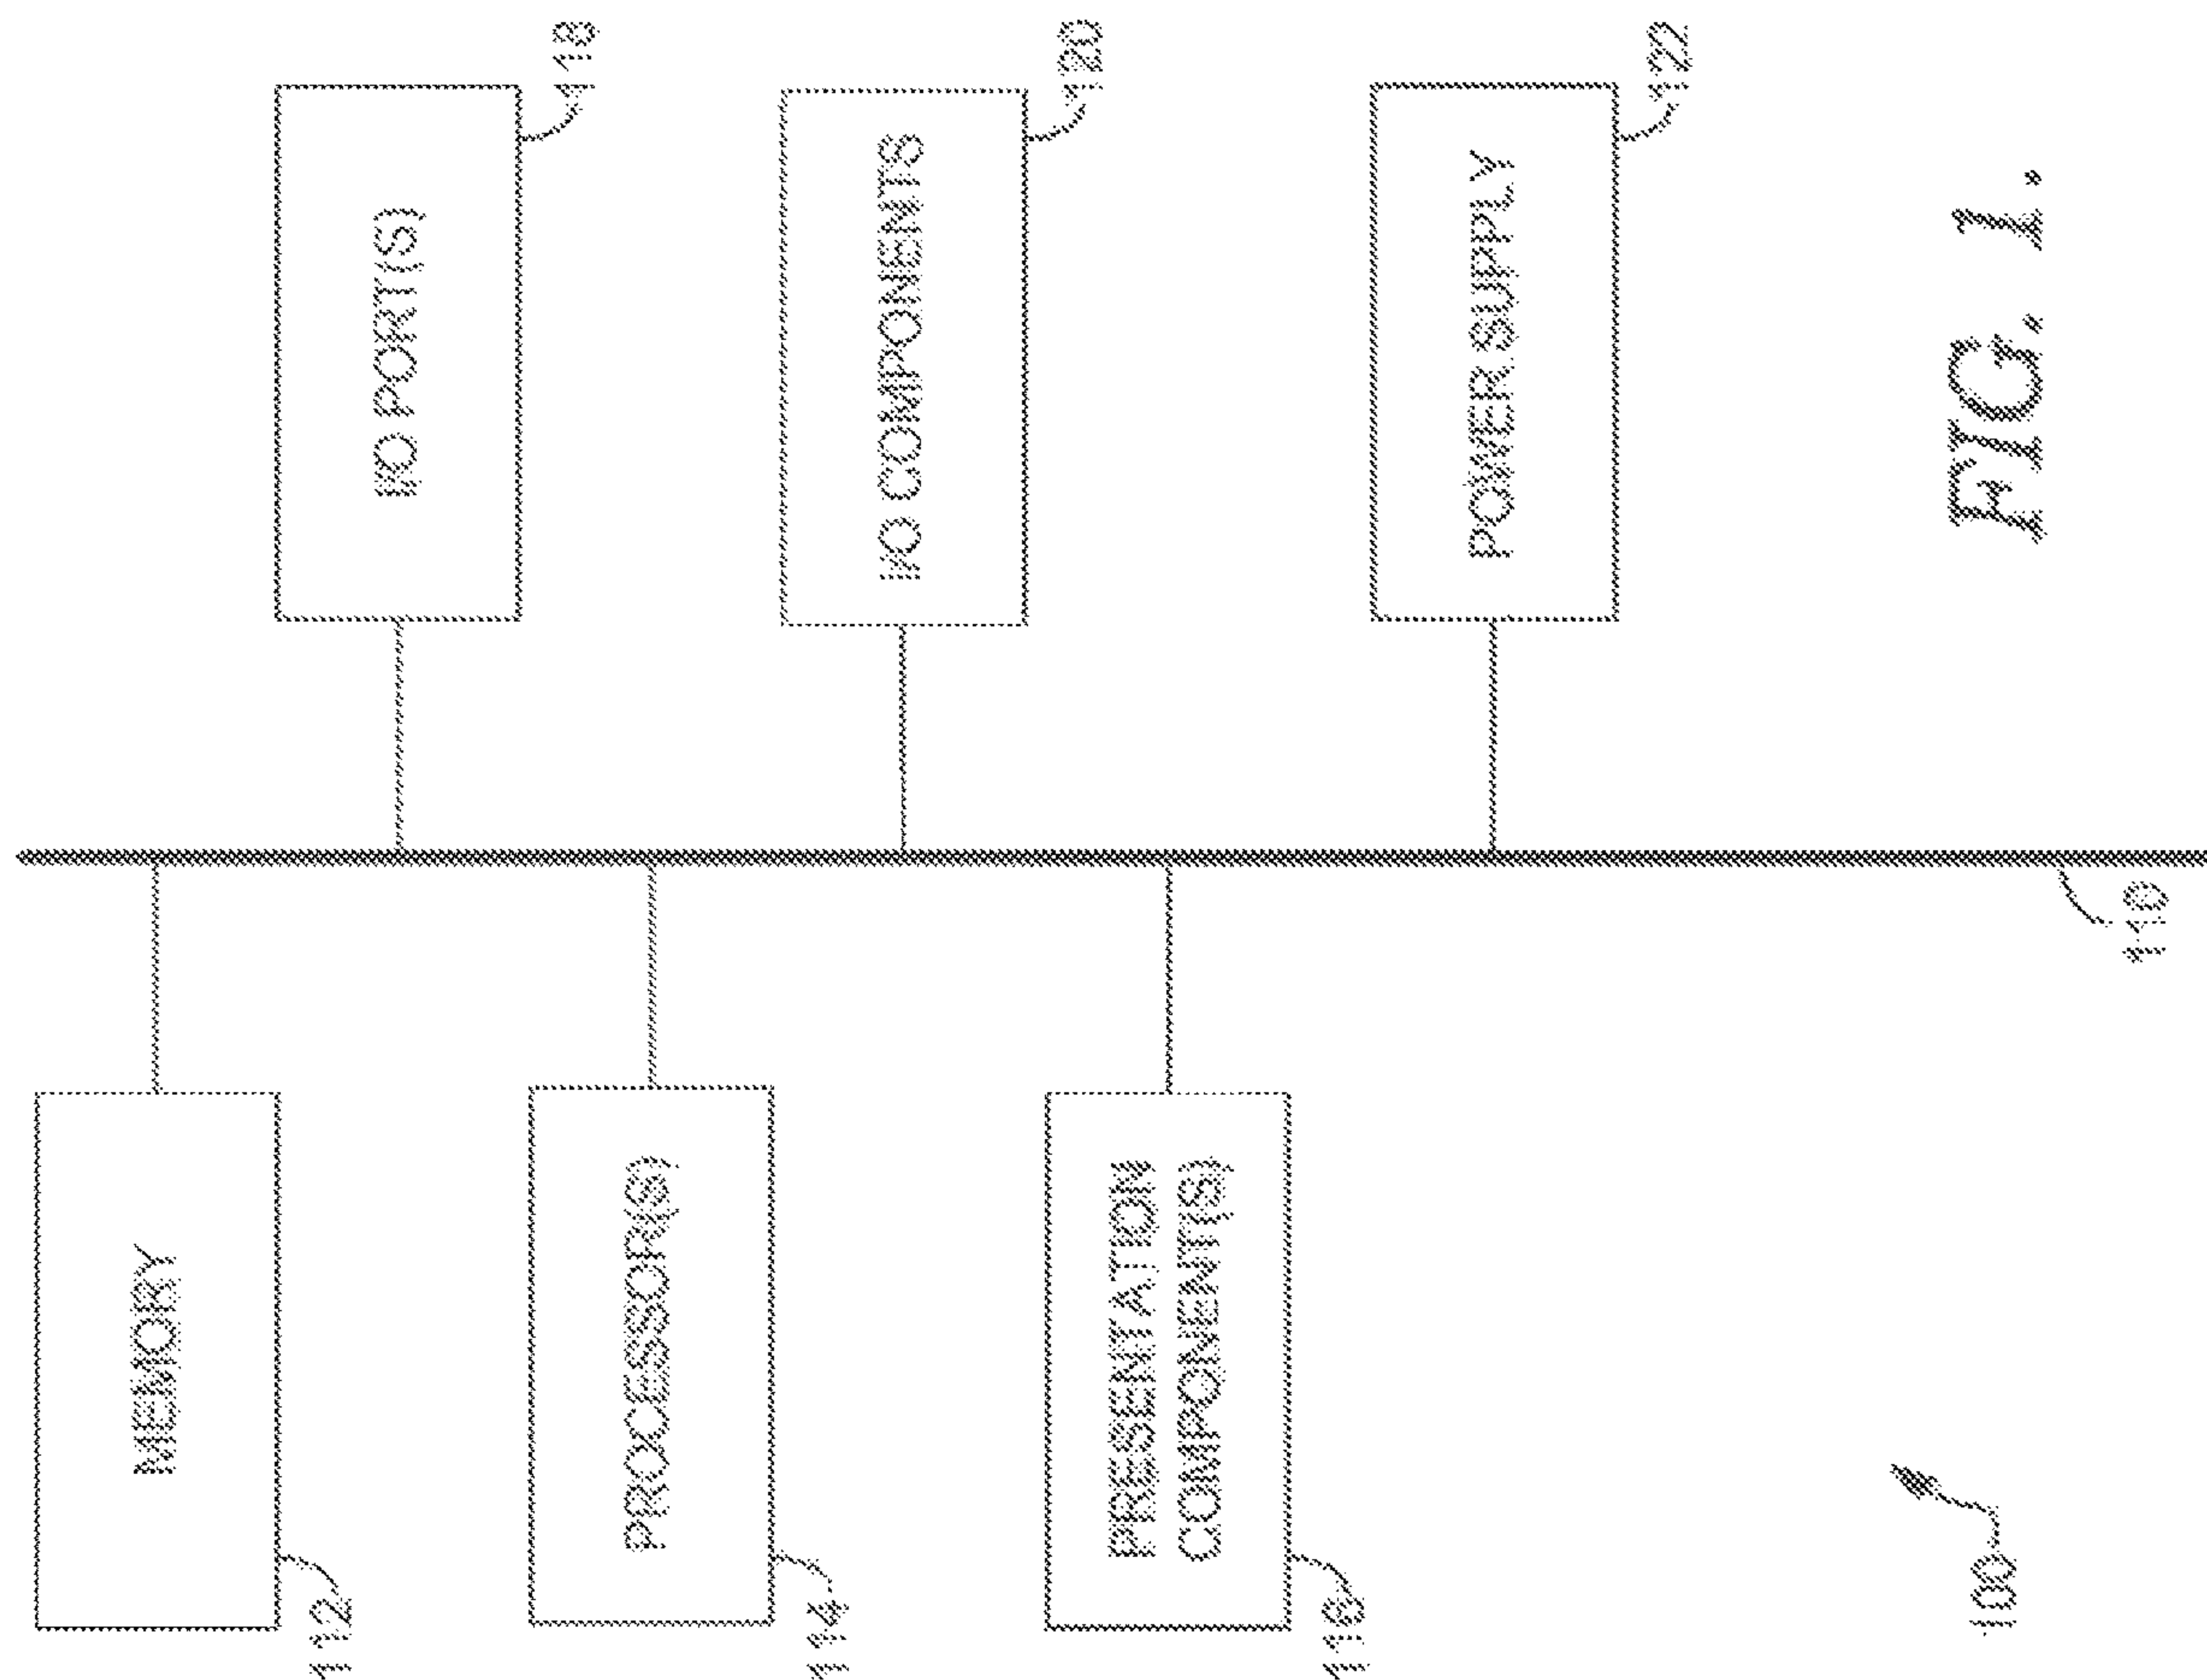 MEMORY
112
PROCESSOR(S)
114
PRESENTATION
COMPONENT(S)
116
100
I/O PORT(S)
118
I/O COMPONENTS
120
POWER SUPPLY
122
110
FIG. 1.